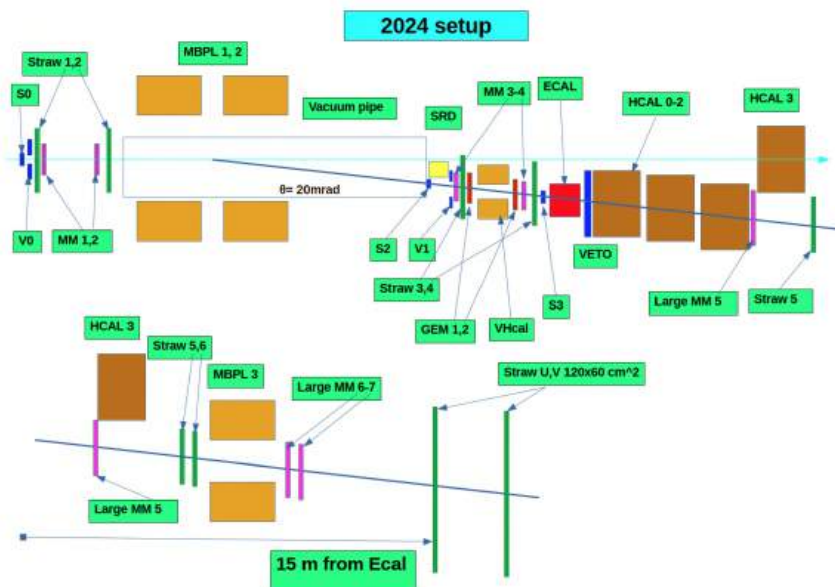 2024 setup
MBPL 1, 2
Straw 1,2
S0
Vacuum pipe
SRD
MM 3-4
ECAL
HCAL 0-2
HCAL 3
θ= 20mrad
V0
MM 1,2
S2
V1
VETO
Straw 3,4
S3
Large MM 5
Straw 5
GEM 1,2
VHcal
HCAL 3
Straw 5,6
MBPL 3
Large MM 6-7
Straw U,V 120x60 cm^2
Large MM 5
15 m from Ecal